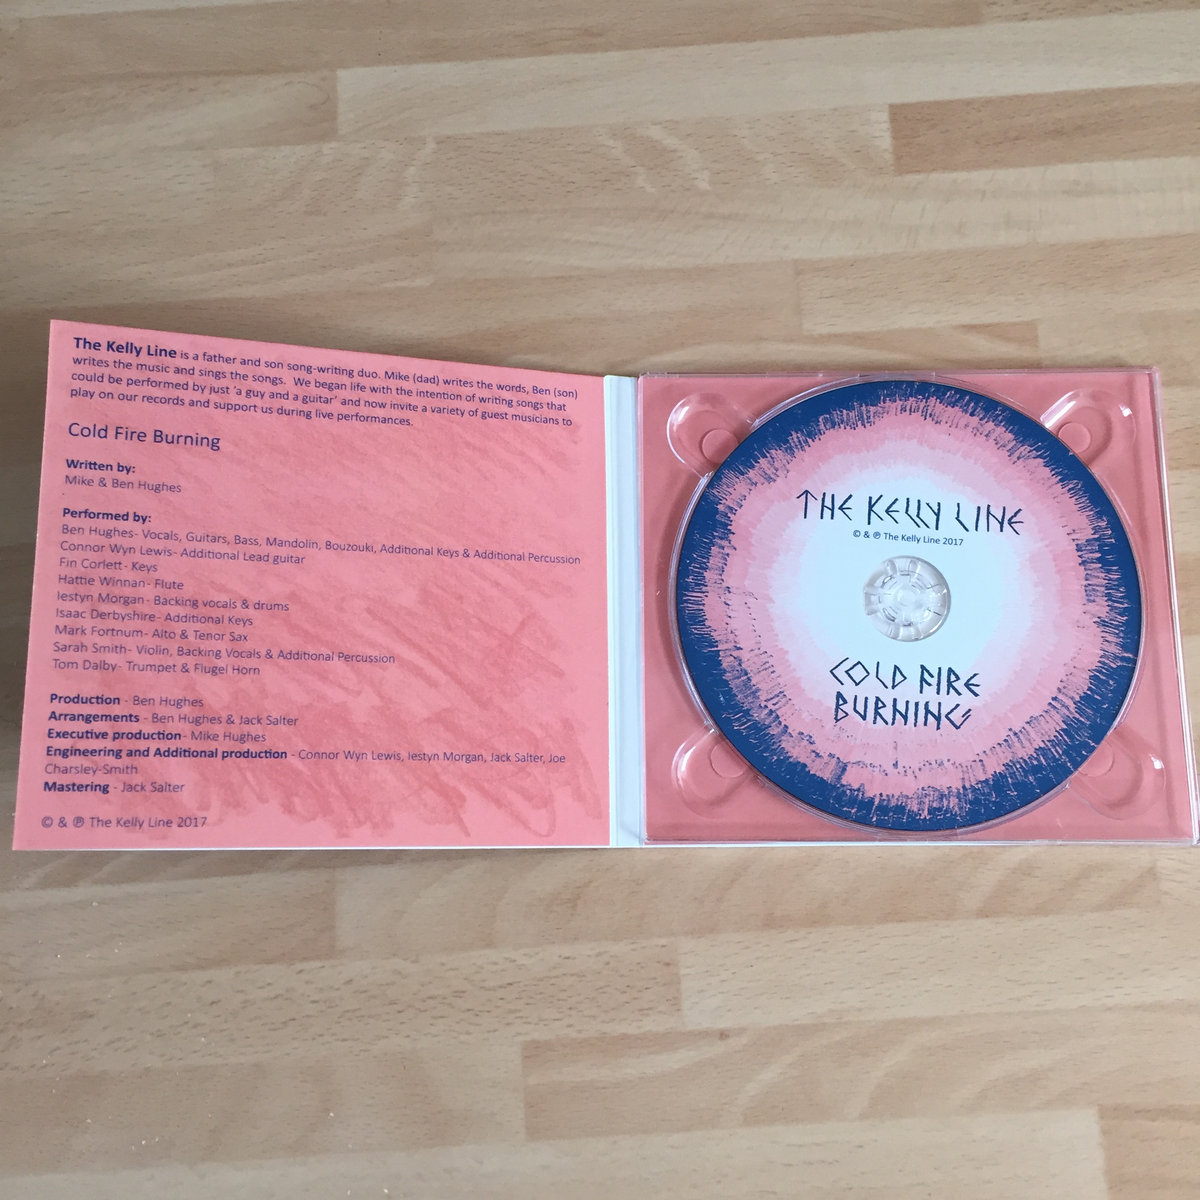 The Kelly Line is a father and son song-writing duo. Mike (dad) writes the words, Ben (son)
writes the music and sings the songs. We began life with the intention of writing songs that
could be performed by just 'a guy and a guitar' and now invite a variety of guest musicians to
play on our records and support us during live performances.
Cold Fire Burning
Written by:
Mike & Ben Hughes
Performed by:
Ben Hughes- Vocals, Guitars, Bass, Mandolin, Bouzouki, Additional Keys & Additional Percussion
Connor Wyn Lewis- Additional Lead guitar
Fin Corlett- Keys
Hattie Winnan- Flute
Iestyn Morgan- Backing vocals & drums
Isaac Derbyshire- Additional Keys
Mark Fortnum- Alto & Tenor Sax
Sarah Smith- Violin, Backing Vocals & Additional Percussion
Tom Dalby- Trumpet & Flugel Horn
Production - Ben Hughes
Arrangements - Ben Hughes & Jack Salter
Executive production- Mike Hughes
Engineering and Additional production - Connor Wyn Lewis, Iestyn Morgan, Jack Salter, Joe
Charsley-Smith
Mastering - Jack Salter
© & ℗ The Kelly Line 2017
THE KELLY LINE
© & ℗ The Kelly Line 2017
COLD FIRE
BURNING